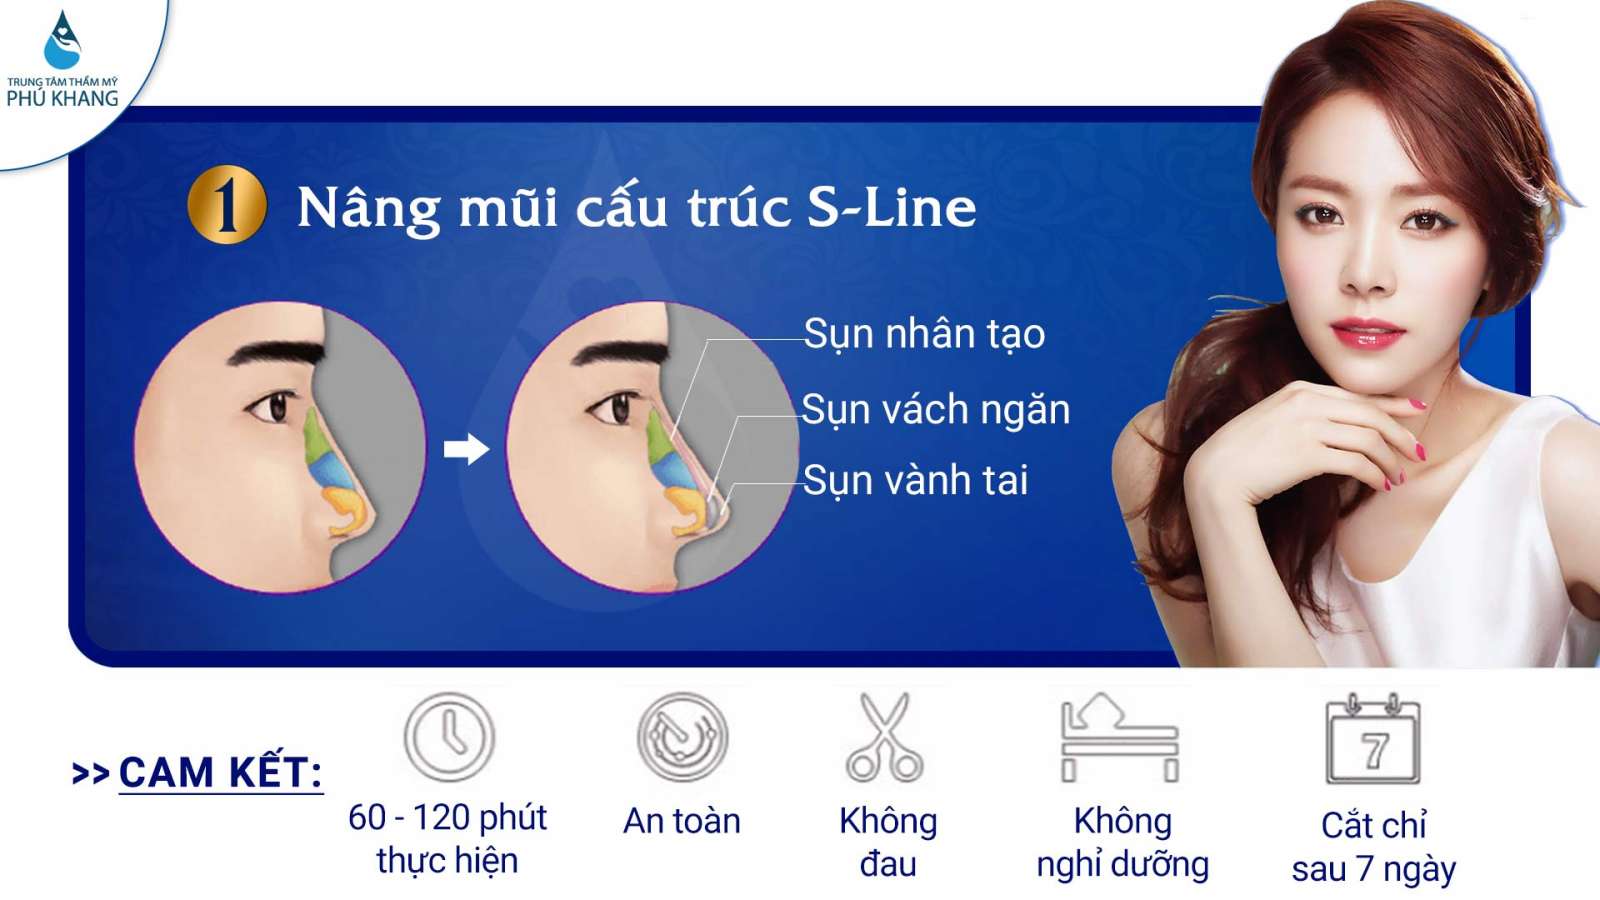 TRUNG TÂM THẨM MỸ
PHÚ KHANG
1 Nâng mũi cấu trúc S-Line
Sụn nhân tạo
Sụn vách ngăn
Sụn vành tai
>> CAM KẾT:
60 - 120 phút
thực hiện
An toàn
Không
đau
Không
nghỉ dưỡng
7
Cắt chỉ
sau 7 ngày